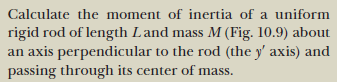 Calculate the moment of inertia of a uniform
rigid rod of length L and mass M (Fig. 10.9) about
an axis perpendicular to the rod (the y′ axis) and
passing through its center of mass.